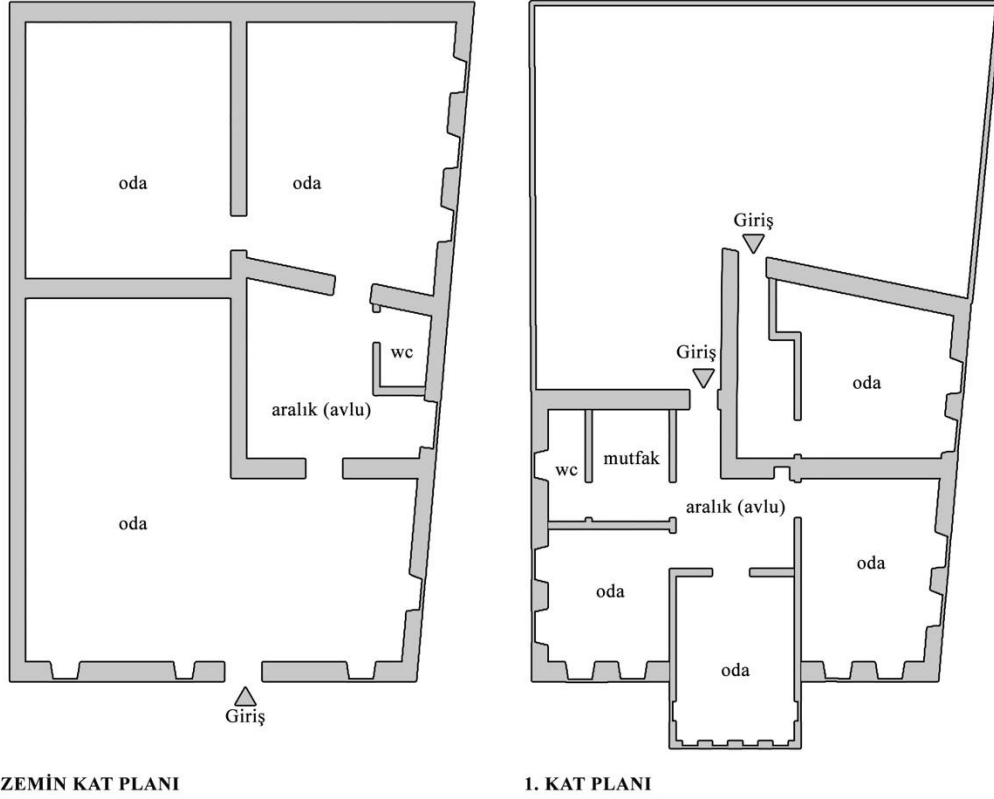 oda
oda
wc
aralık (avlu)
oda
Giriş
ZEMİN KAT PLANI
Giriş
Giriş
oda
wc
mutfak
aralık (avlu)
oda
oda
oda
1. KAT PLANI